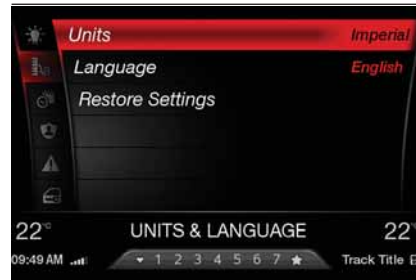 Units Imperial
Language English
Restore Settings
22°c UNITS & LANGUAGE 22
09:49 AM 1 2 3 4 5 6 7 Track Title